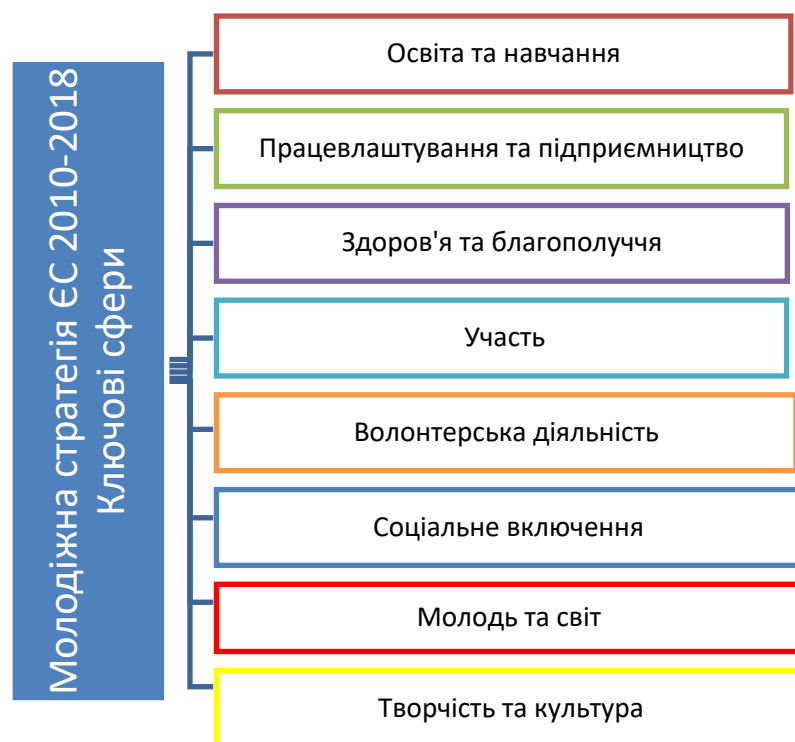 Молодіжна стратегія ЄС 2010-2018
Ключові сфери
Освіта та навчання
Працевлаштування та підприємництво
Здоров'я та благополуччя
Участь
Волонтерська діяльність
Соціальне включення
Молодь та світ
Творчість та культура